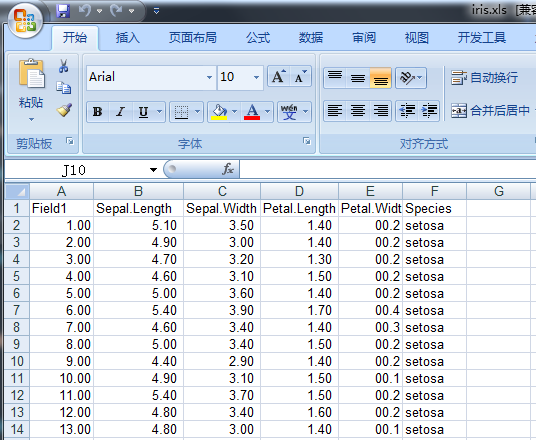 iris.xls [兼容
开始 插入 页面布局 公式 数据 审阅 视图 开发工具
粘贴 Arial 10 A A 自动换行
B I U A wén 文 合并后居中
剪贴板 字体 对齐方式
J10 fx
A B C D E F G
1 Field1 Sepal.Length Sepal.Width Petal.Length Petal.Widt Species
2 1.00 5.10 3.50 1.40 00.2 setosa
3 2.00 4.90 3.00 1.40 00.2 setosa
4 3.00 4.70 3.20 1.30 00.2 setosa
5 4.00 4.60 3.10 1.50 00.2 setosa
6 5.00 5.00 3.60 1.40 00.2 setosa
7 6.00 5.40 3.90 1.70 00.4 setosa
8 7.00 4.60 3.40 1.40 00.3 setosa
9 8.00 5.00 3.40 1.50 00.2 setosa
10 9.00 4.40 2.90 1.40 00.2 setosa
11 10.00 4.90 3.10 1.50 00.1 setosa
12 11.00 5.40 3.70 1.50 00.2 setosa
13 12.00 4.80 3.40 1.60 00.2 setosa
14 13.00 4.80 3.00 1.40 00.1 setosa